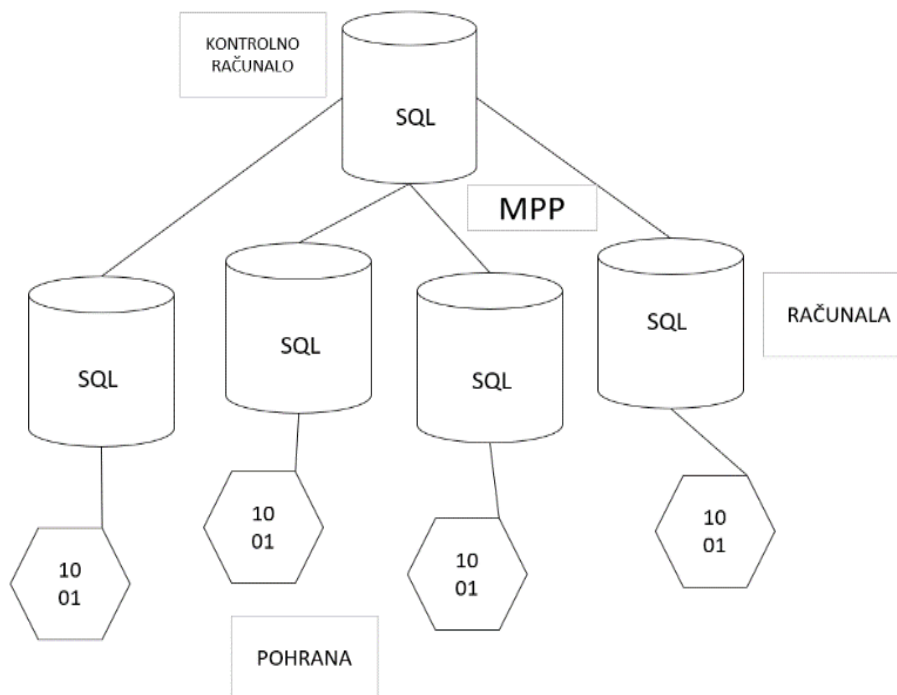 KONTROLNO
RAČUNALO
SQL
MPP
SQL
SQL
SQL
SQL
RAČUNALA
10
01
10
01
10
01
10
01
POHRANA